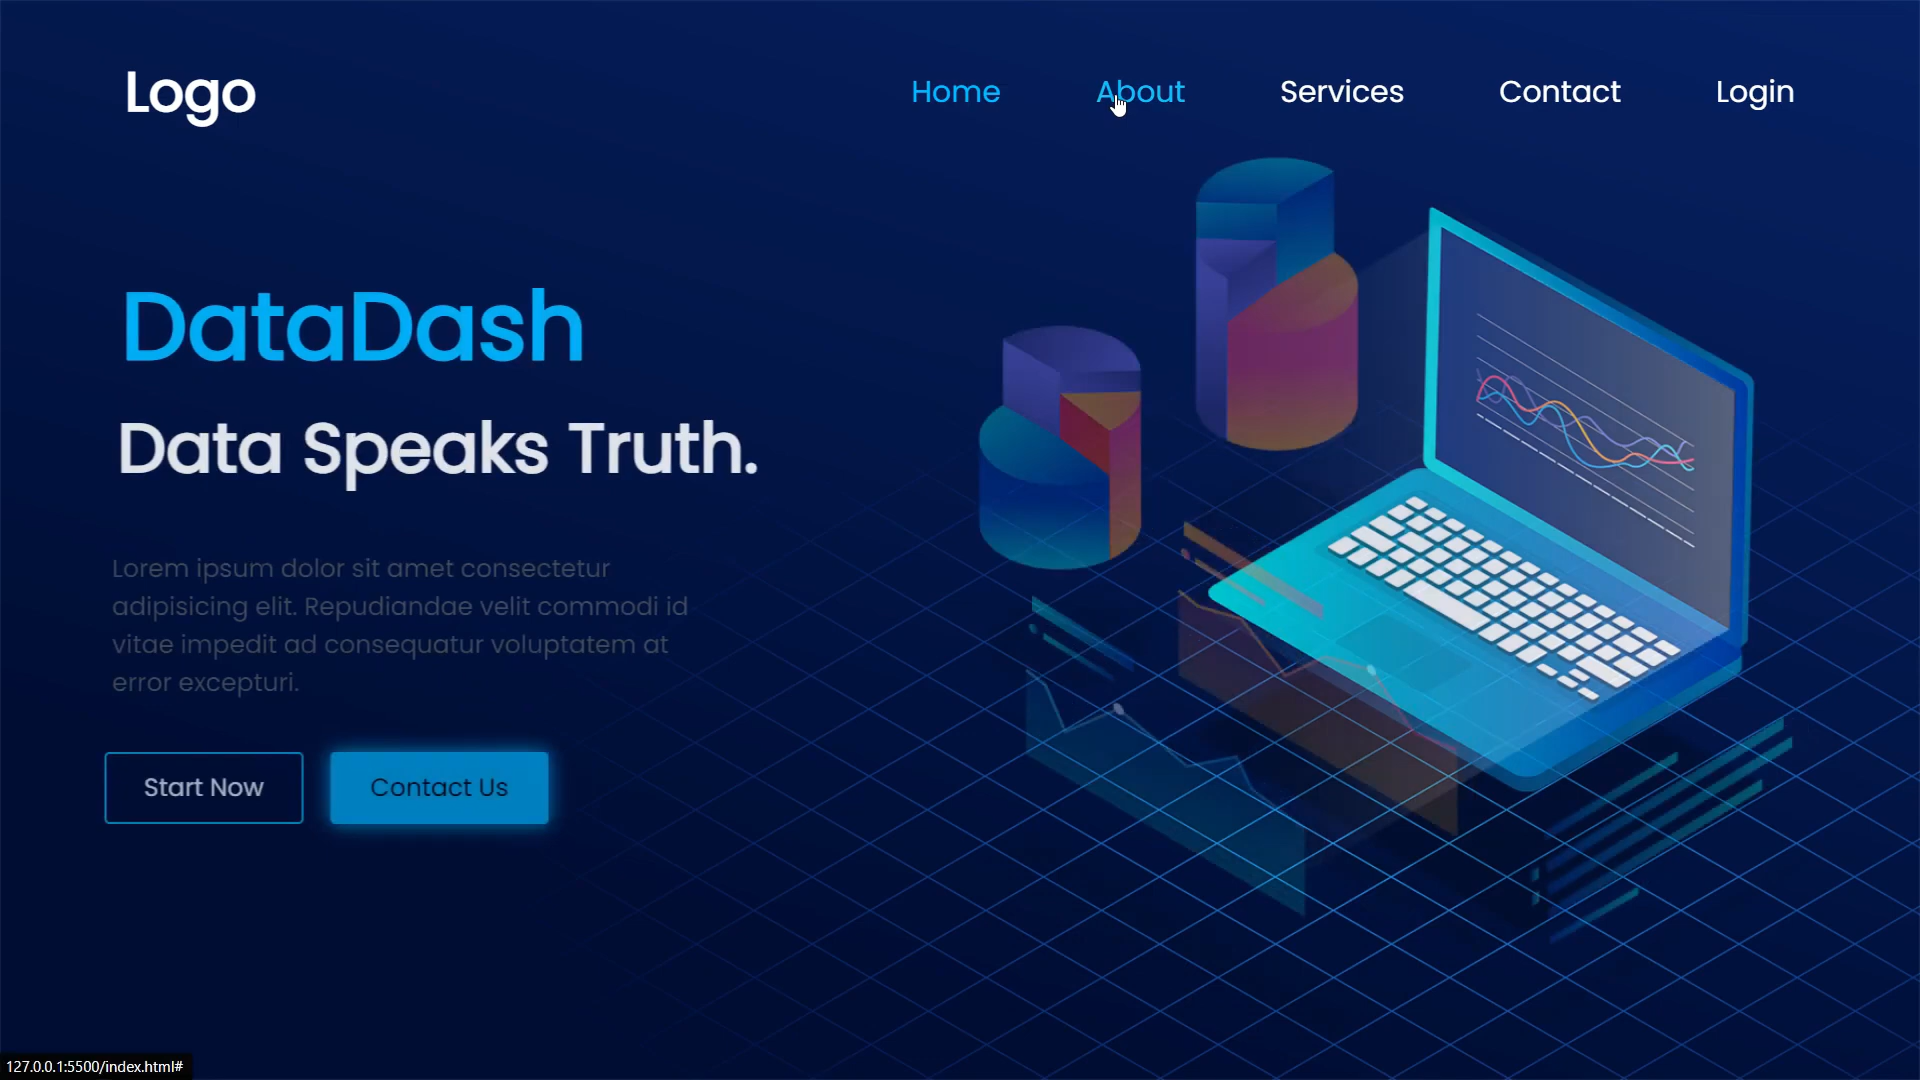 Logo
Home About Services Contact Login
DataDash
Data Speaks Truth.
Lorem ipsum dolor sit amet consectetur
adipisicing elit. Repudiandae velit commodi id
vitae impedit ad consequatur voluptatem at
error excepturi.
Start Now Contact Us
127.0.0.1:5500/index.html#